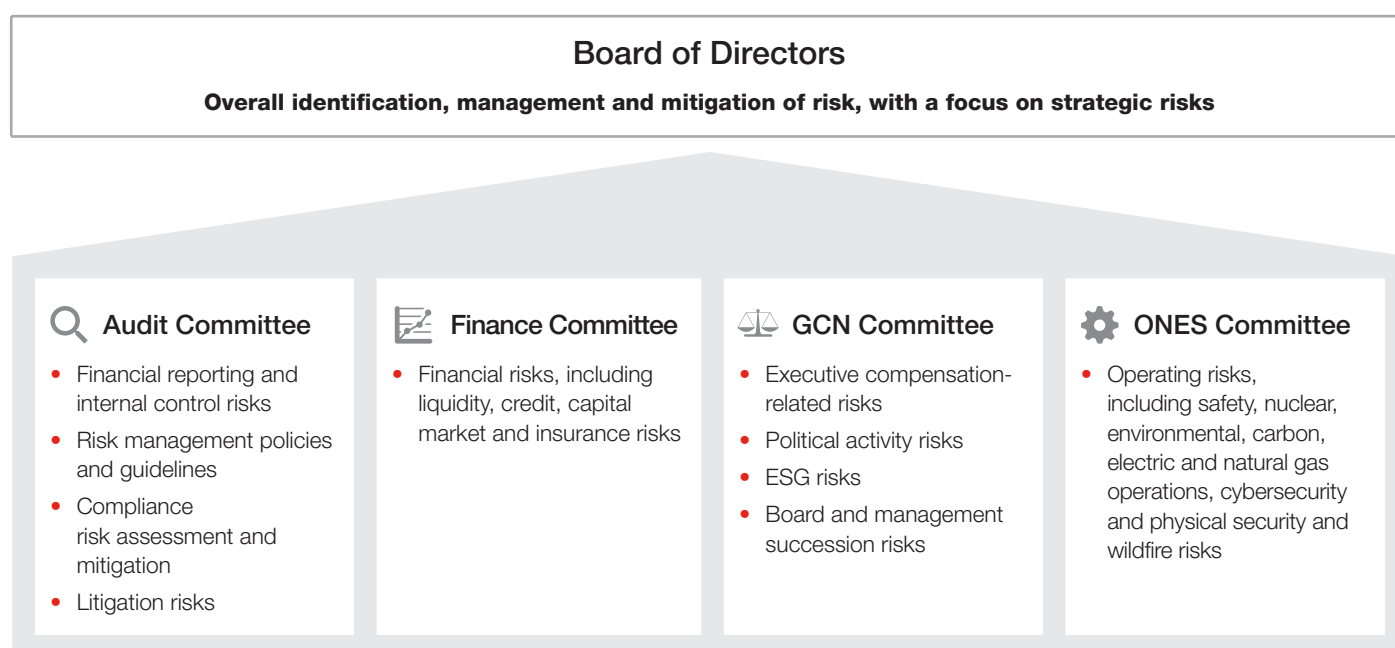 Board of Directors
Overall identification, management and mitigation of risk, with a focus on strategic risks
Audit Committee
• Financial reporting and
internal control risks
• Risk management policies
and guidelines
• Compliance
risk assessment and
mitigation
• Litigation risks
Finance Committee
• Financial risks, including
liquidity, credit, capital
market and insurance risks
GCN Committee
• Executive compensation-
related risks
• Political activity risks
• ESG risks
• Board and management
succession risks
ONES Committee
• Operating risks,
including safety, nuclear,
environmental, carbon,
electric and natural gas
operations, cybersecurity
and physical security and
wildfire risks